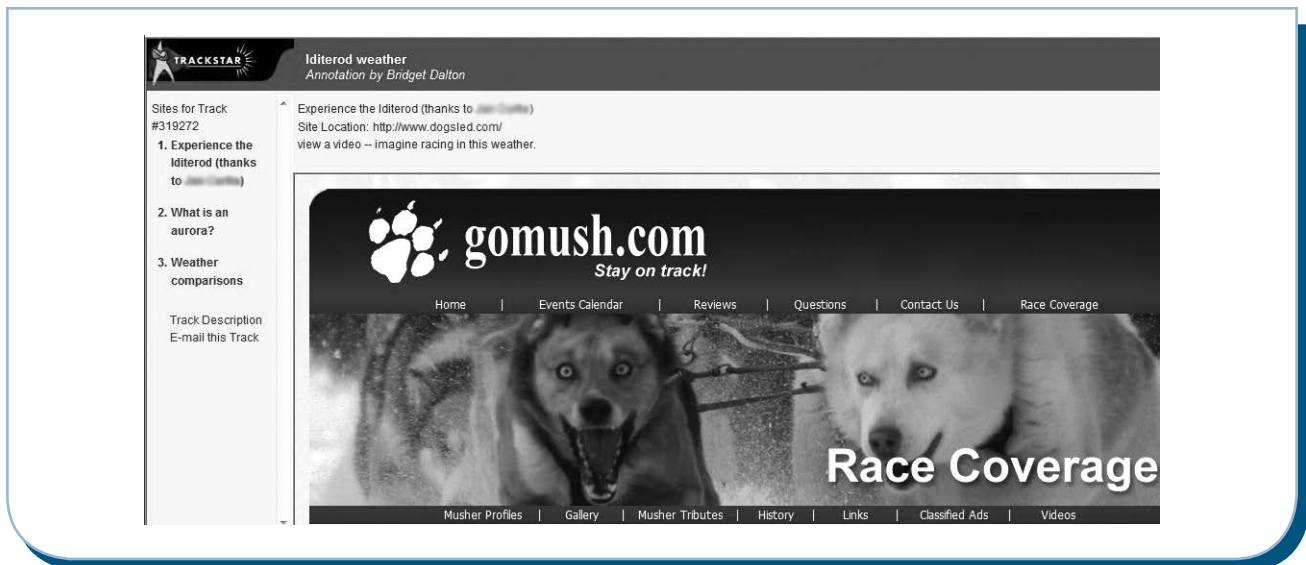 TRACKSTAR
Iditerod weather
Annotation by Bridget Dalton
Sites for Track
#319272
1. Experience the
Iditerod (thanks
to )
2. What is an
aurora?
3. Weather
comparisons
Track Description
E-mail this Track
Experience the Iditerod (thanks to )
Site Location: http://www.dogsled.com/
view a video -- imagine racing in this weather.
gomush.com
Stay on track!
Home | Events Calendar | Reviews | Questions | Contact Us | Race Coverage
Race Coverage
Musher Profiles | Gallery | Musher Tributes | History | Links | Classified Ads | Videos